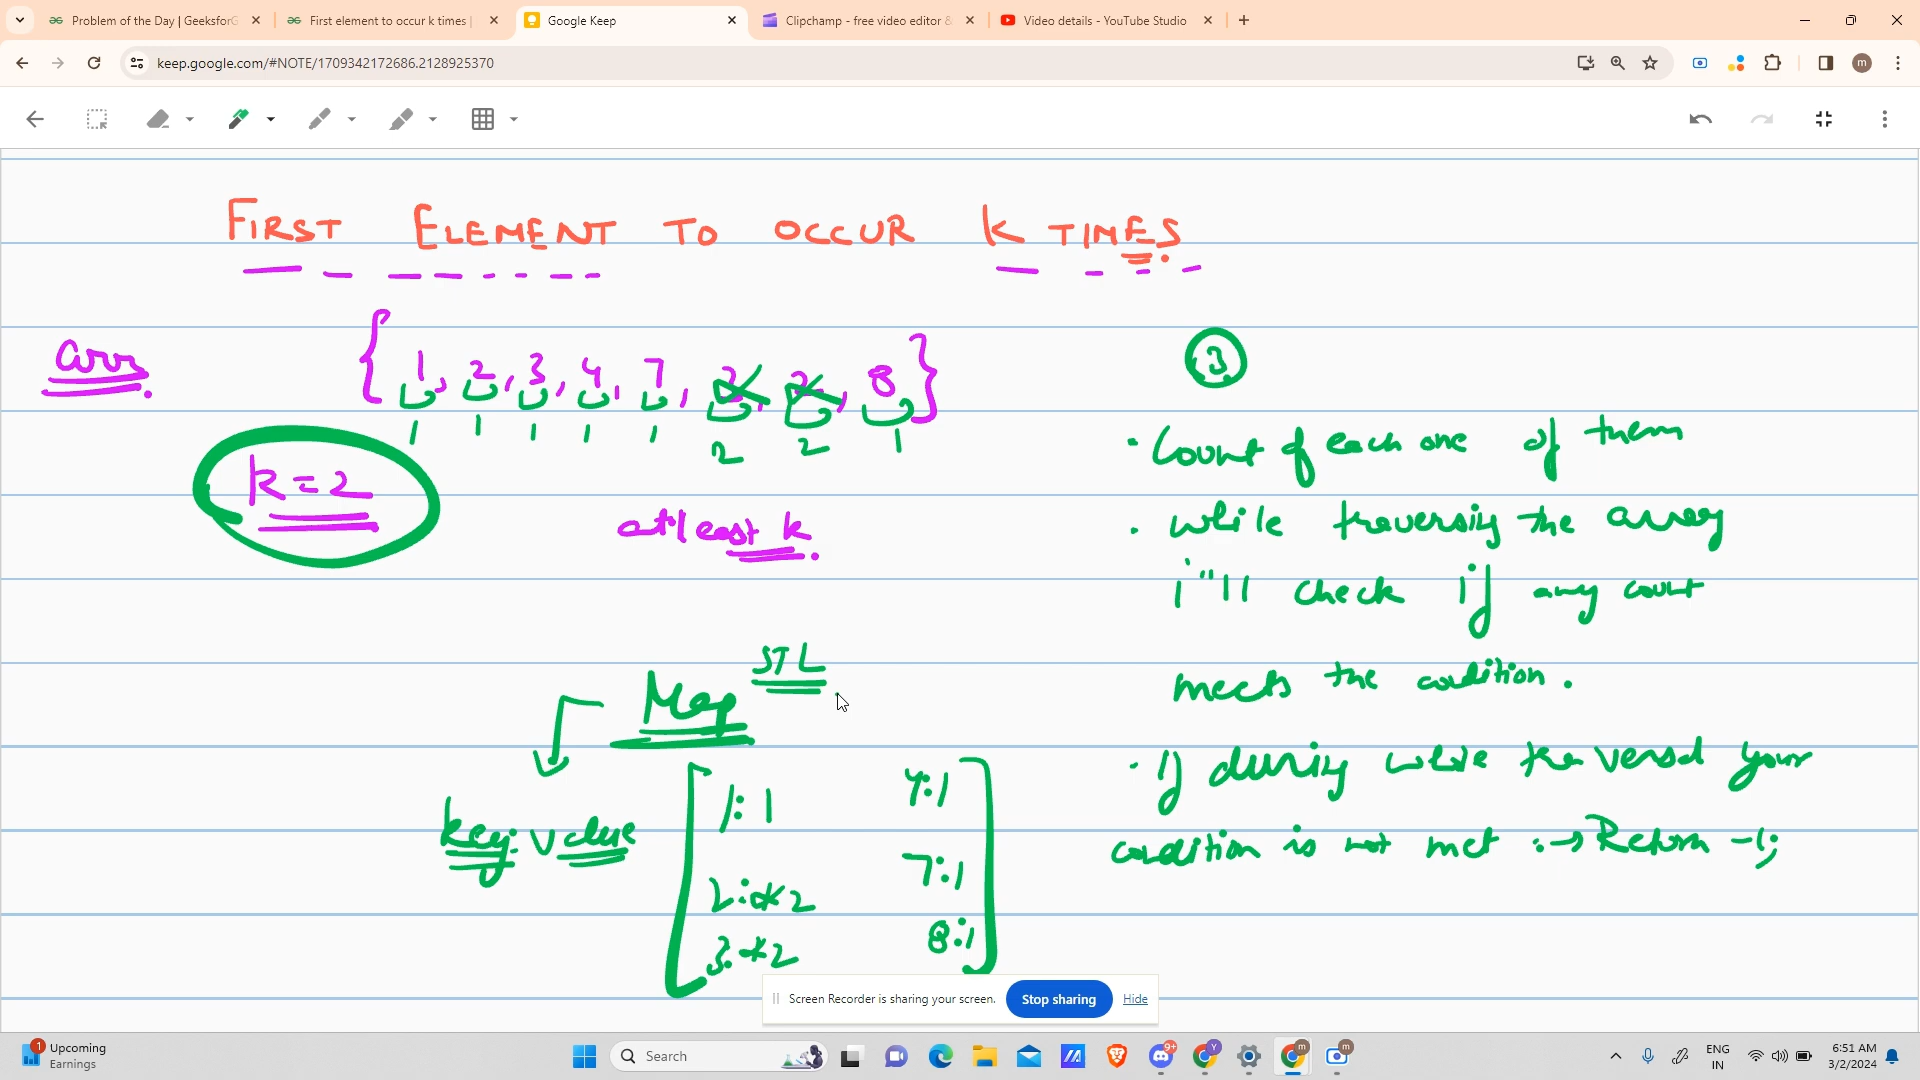 Problem of the Day | GeeksforG
First element to occur k times |
Google Keep
Clipchamp - free video editor &
Video details - YouTube Studio
keep.google.com/#NOTE/1709342172686.2128925370
m
FIRST ELEMENT TO OCCUR K TIMES.
arr
{ 1, 2, 3, 4, 7, , , 8 }
1 1 1 1 1 2 2 1
k=2
atleast k.
3
· Count of each one of them
· while traversing the array
i"ll check if any count
meets the condition.
· If during while traversal your
condition is not met :→ Return -1;
STL
Map
key: value
1:1 4:1
7:1
2: 2
8:1
3: 2
Screen Recorder is sharing your screen. Stop sharing Hide
1 Upcoming
Earnings
Search
9+
Y
m
m
ENG
IN
6:51 AM
3/2/2024